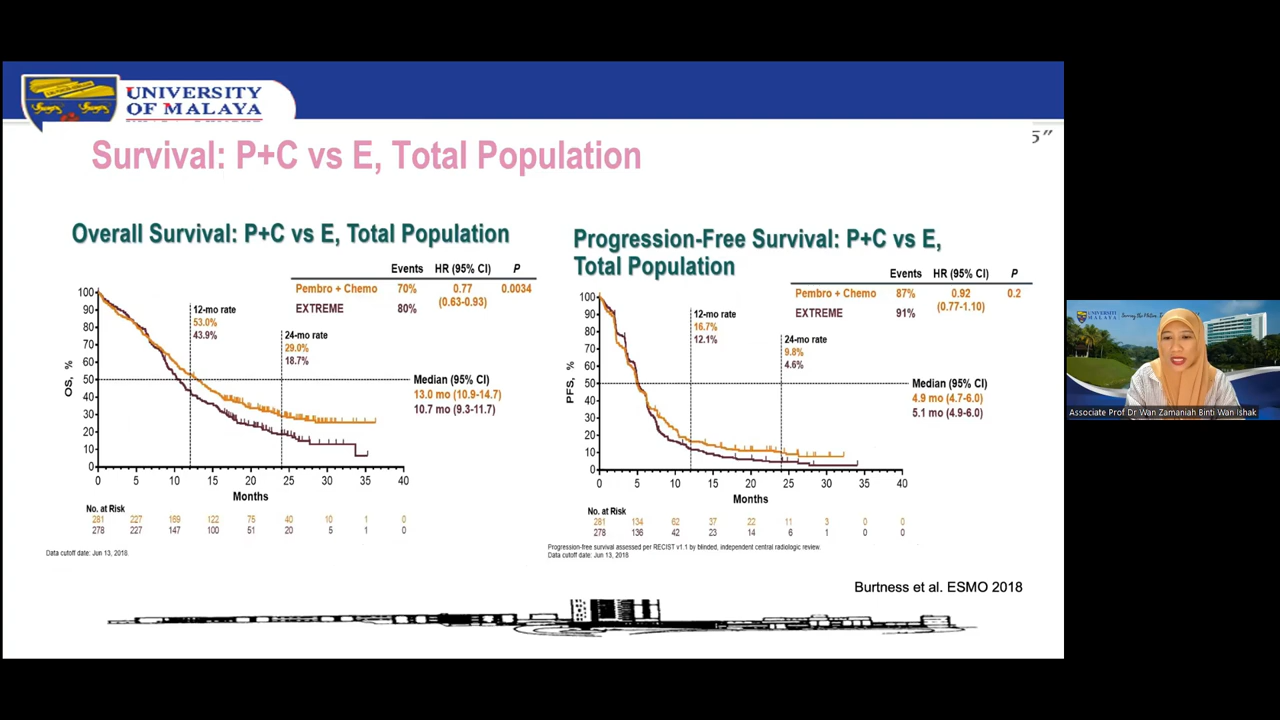 UNIVERSITY
OF MALAYA
5"
Survival: P+C vs E, Total Population
Overall Survival: P+C vs E, Total Population
Events HR (95% CI) P
Pembro + Chemo 70% 0.77 0.0034
(0.63-0.93)
EXTREME 80%
100
90
80
70
60
50
40
30
20
10
0
OS, %
12-mo rate
53.0%
43.9%
24-mo rate
29.0%
18.7%
Median (95% CI)
13.0 mo (10.9-14.7)
10.7 mo (9.3-11.7)
0 5 10 15 20 25 30 35 40
Months
No. at Risk
281 227 169 122 75 40 10 1 0
278 227 147 100 51 20 5 1 0
Data cutoff date: Jun 13, 2018.
Progression-Free Survival: P+C vs E,
Total Population
Events HR (95% CI) P
Pembro + Chemo 87% 0.92 0.2
(0.77-1.10)
EXTREME 91%
100
90
80
70
60
50
40
30
20
10
0
PFS, %
12-mo rate
16.7%
12.1%
24-mo rate
9.8%
4.6%
Median (95% CI)
4.9 mo (4.7-6.0)
5.1 mo (4.9-6.0)
0 5 10 15 20 25 30 35 40
Months
No. at Risk
281 134 62 37 22 11 3 0 0
278 136 42 23 14 6 1 0 0
Progression-free survival assessed per RECIST v1.1 by blinded, independent central radiologic review.
Data cutoff date: Jun 13, 2018
Burtness et al. ESMO 2018
UNIVERSITY
OF MALAYA
Associate Prof Dr Wan Zamaniah Binti Wan Ishak